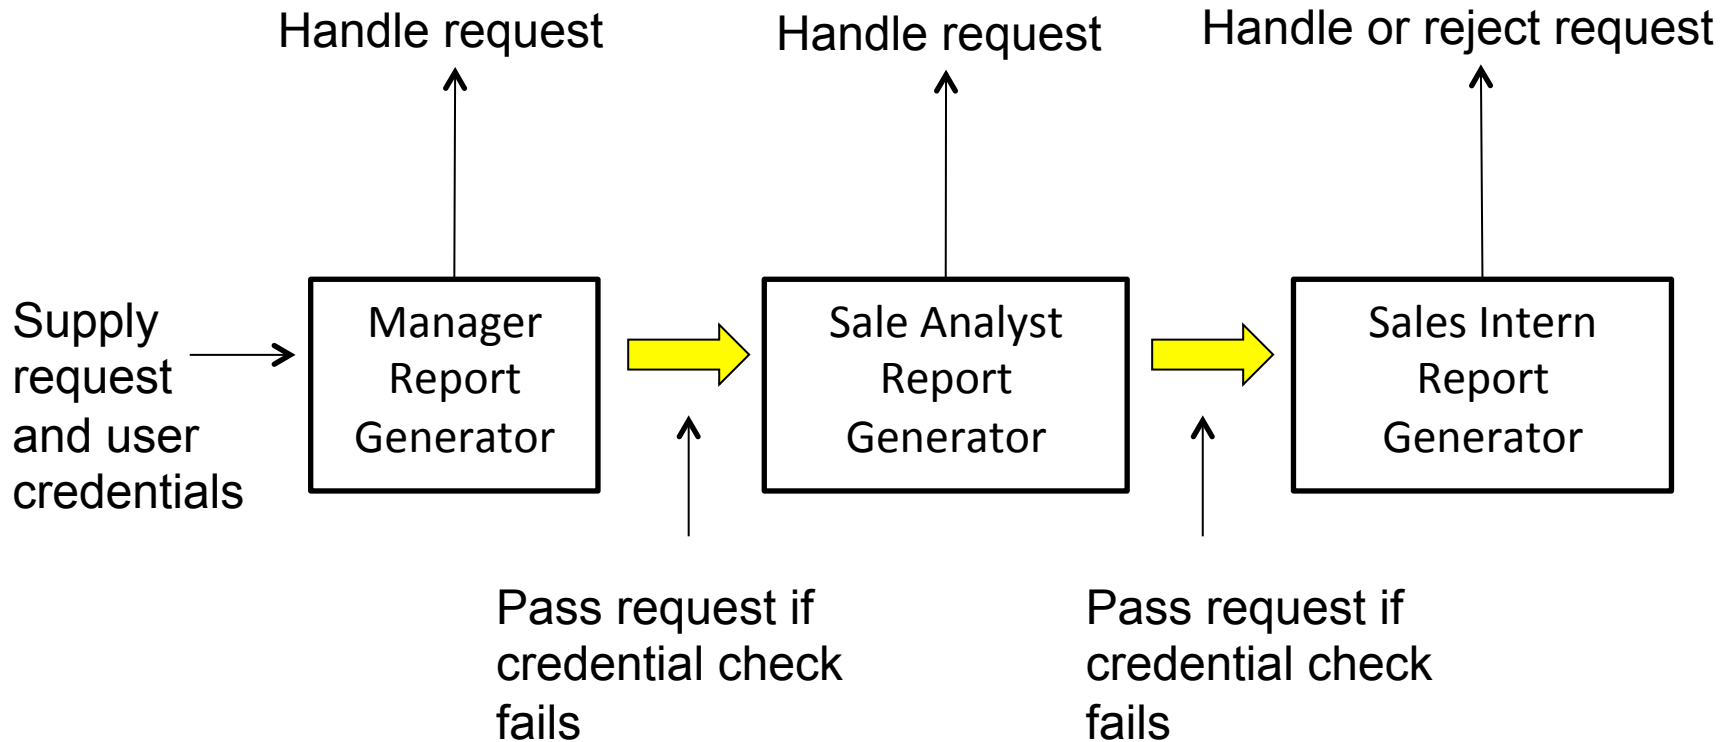 Handle request
Handle request
Handle or reject request
Supply
request
and user
credentials
Manager
Report
Generator
Sale Analyst
Report
Generator
Sales Intern
Report
Generator
Pass request if
credential check
fails
Pass request if
credential check
fails